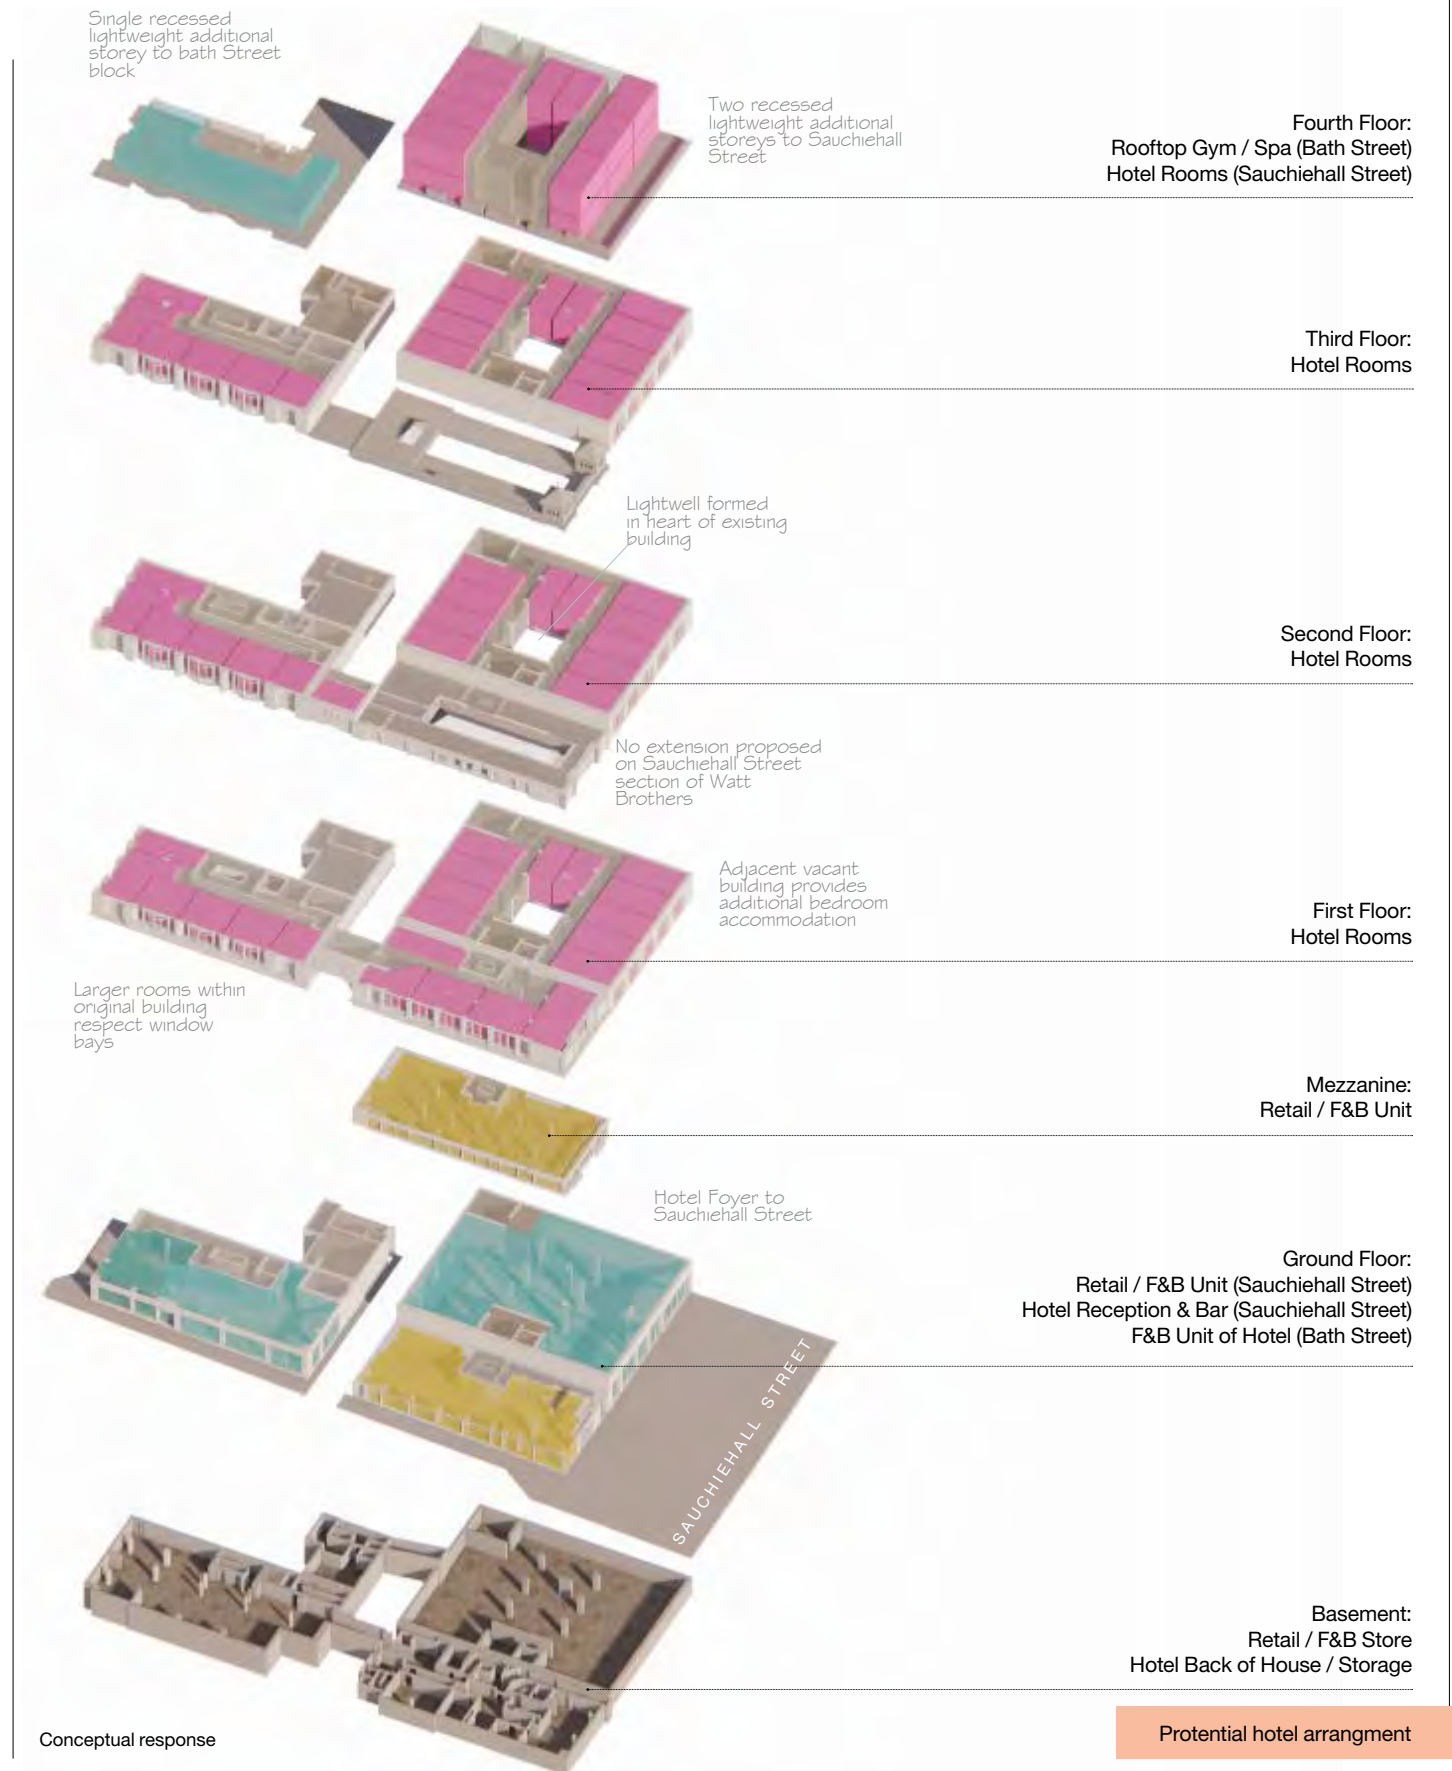 Single recessed
lightweight additional
storey to bath Street
block
Two recessed
lightweight additional
storeys to Sauchiehall
Street
Fourth Floor:
Rooftop Gym / Spa (Bath Street)
Hotel Rooms (Sauchiehall Street)
Third Floor:
Hotel Rooms
Lightwell formed
in heart of existing
building
Second Floor:
Hotel Rooms
No extension proposed
on Sauchiehall Street
section of Watt
Brothers
Adjacent vacant
building provides
additional bedroom
accommodation
First Floor:
Hotel Rooms
Larger rooms within
original building
respect window
bays
Mezzanine:
Retail / F&B Unit
Hotel Foyer to
Sauchiehall Street
Ground Floor:
Retail / F&B Unit (Sauchiehall Street)
Hotel Reception & Bar (Sauchiehall Street)
F&B Unit of Hotel (Bath Street)
SAUCHIEHALL STREET
Basement:
Retail / F&B Store
Hotel Back of House / Storage
Conceptual response
Protential hotel arrangment